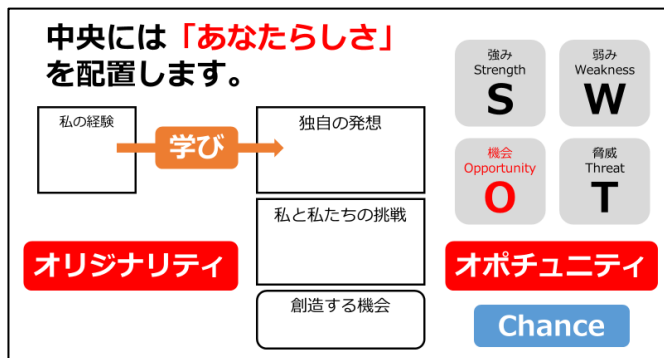 中央には「あなたらしさ」
を配置します。
私の経験
学び
独自の発想
私と私たちの挑戦
創造する機会
オリジナリティ
強み
Strength
S
弱み
Weakness
W
機会
Opportunity
O
脅威
Threat
T
オポチュニティ
Chance